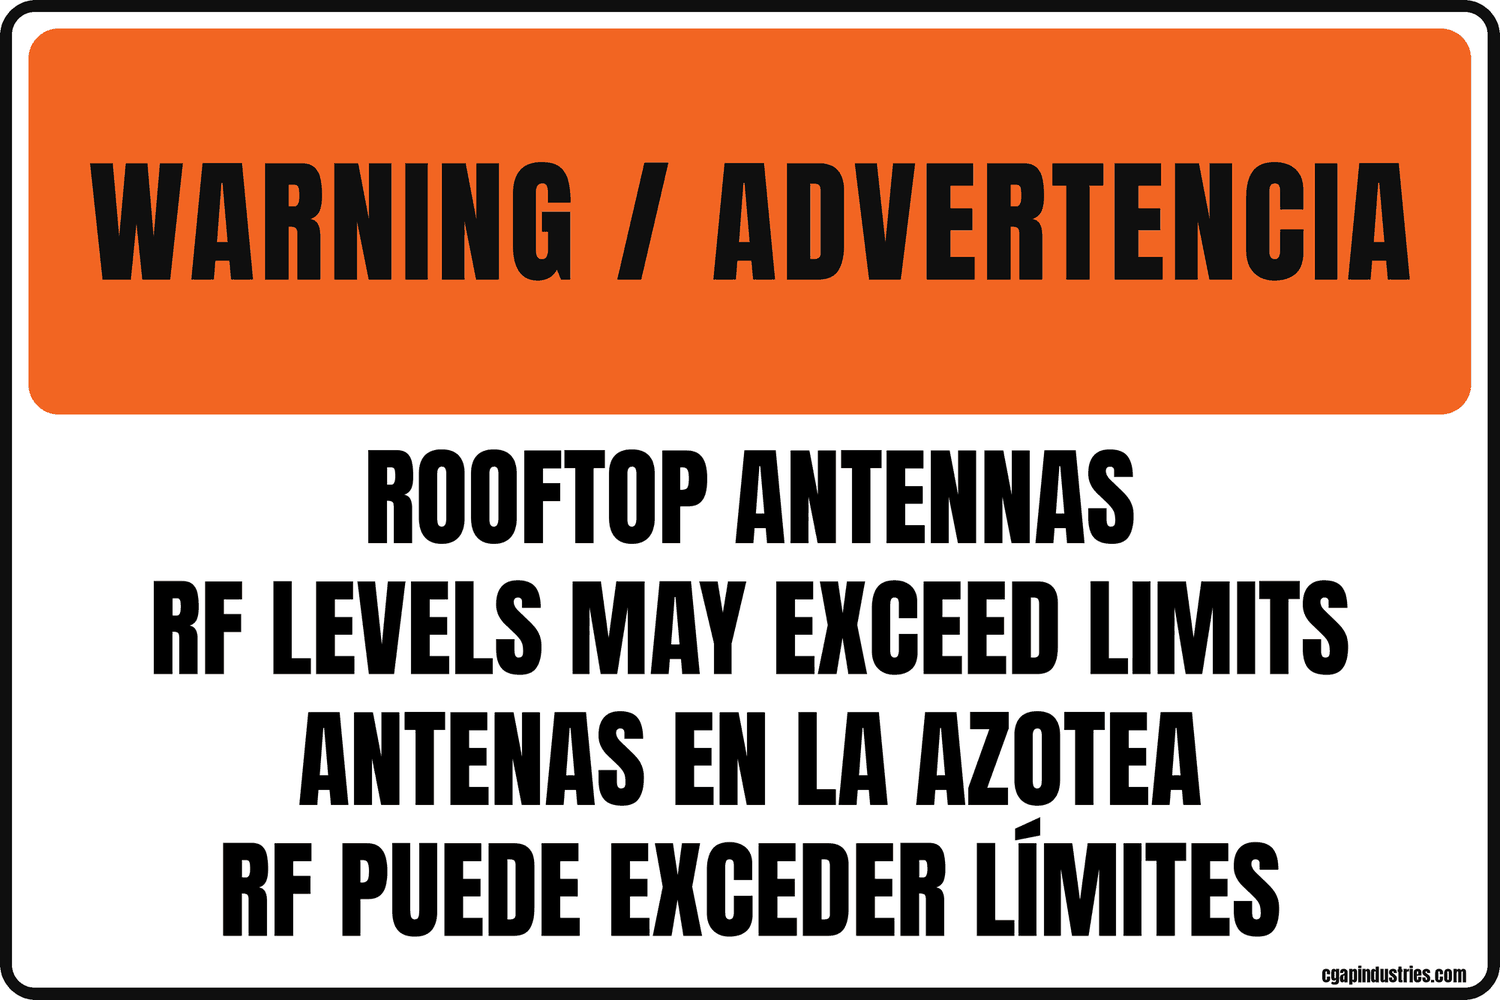 WARNING / ADVERTENCIA
ROOFTOP ANTENNAS
RF LEVELS MAY EXCEED LIMITS
ANTENAS EN LA AZOTEA
RF PUEDE EXCEDER LÍMITES
cgapindustries.com